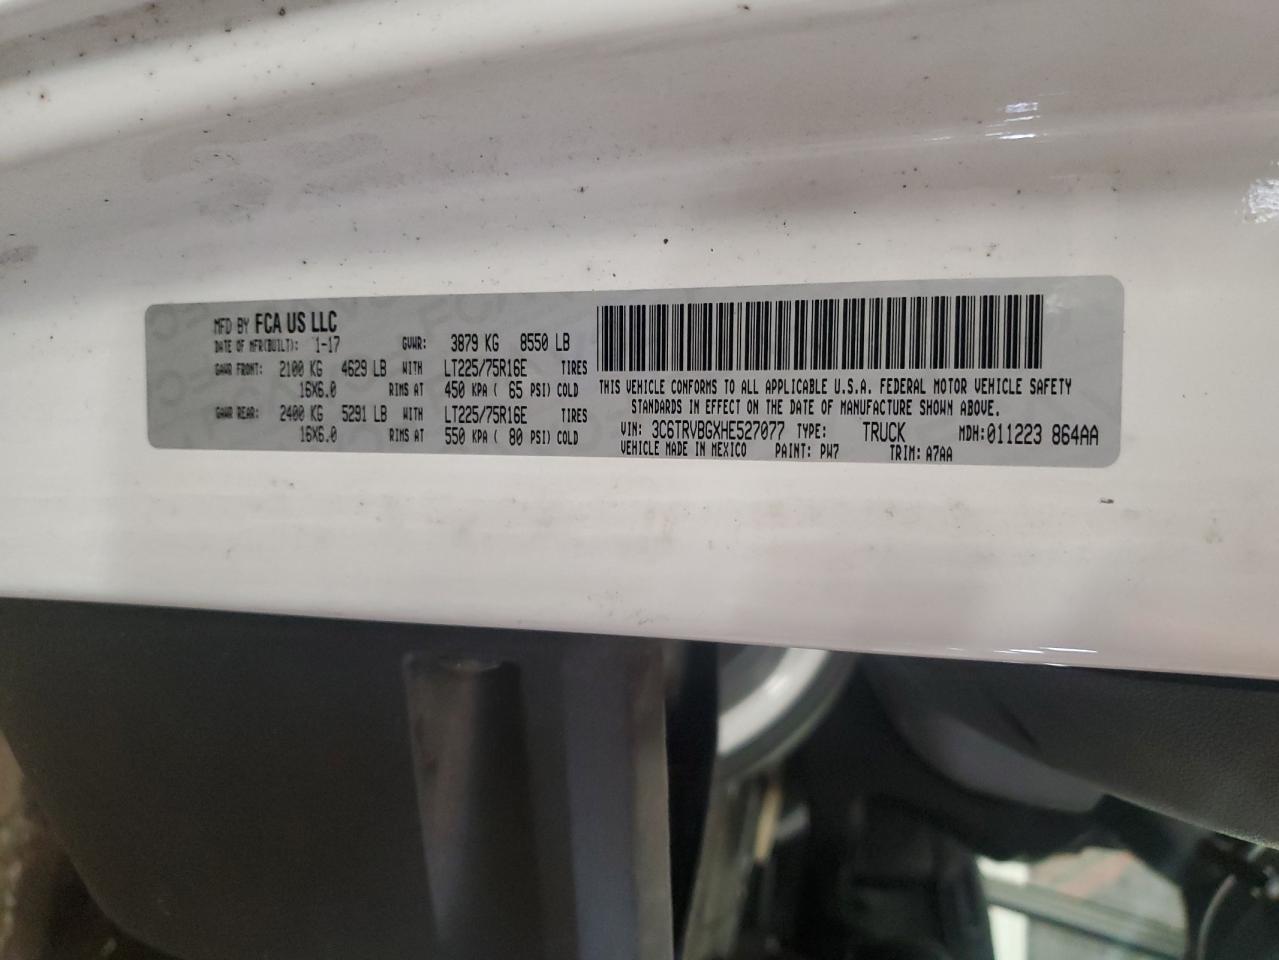 MFD BY FCA US LLC
DATE OF MFR(BUILT): 1-17 GVWR: 3879 KG 8550 LB
GAWR FRONT: 2100 KG 4629 LB WITH LT225/75R16E TIRES
16X6.0 RIMS AT 450 KPA ( 65 PSI) COLD
GAWR REAR: 2400 KG 5291 LB WITH LT225/75R16E TIRES
16X6.0 RIMS AT 550 KPA ( 80 PSI) COLD
THIS VEHICLE CONFORMS TO ALL APPLICABLE U.S.A. FEDERAL MOTOR VEHICLE SAFETY
STANDARDS IN EFFECT ON THE DATE OF MANUFACTURE SHOWN ABOVE.
VIN: 3C6TRVBGXHE527077 TYPE: TRUCK MDH:011223 864AA
VEHICLE MADE IN MEXICO PAINT: PW7 TRIM: A7AA